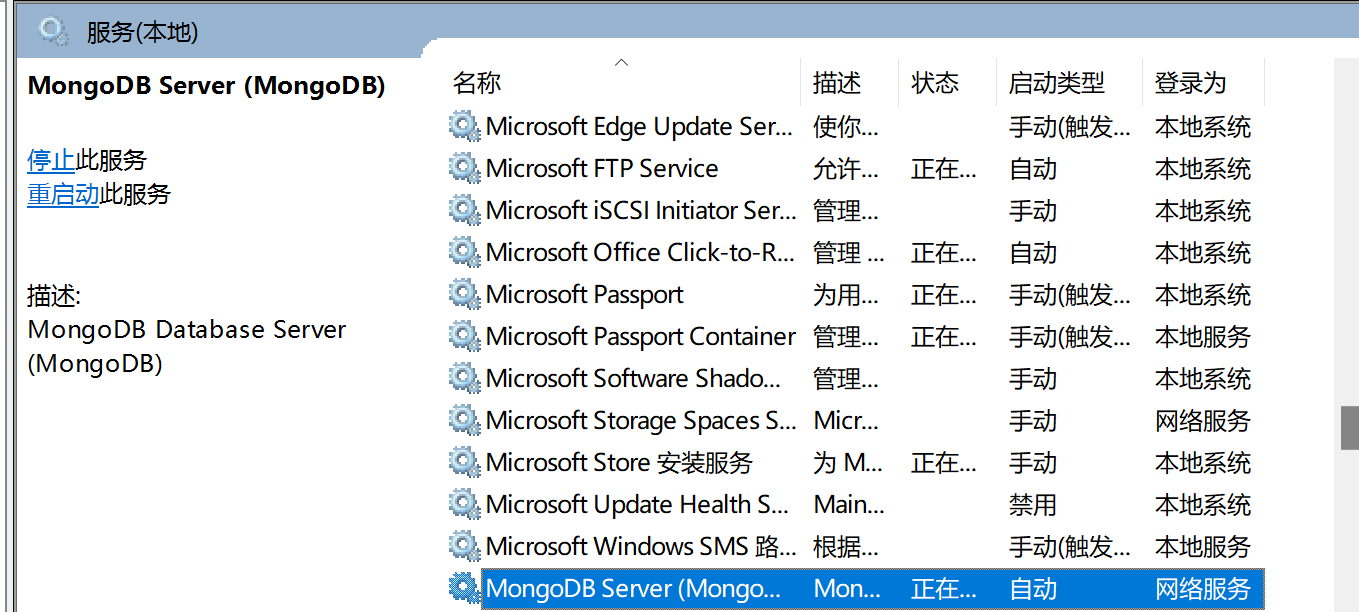 服务(本地)
MongoDB Server (MongoDB)
停止此服务
重启动此服务
描述:
MongoDB Database Server
(MongoDB)
名称 描述 状态 启动类型 登录为
Microsoft Edge Update Ser... 使你... 手动(触发... 本地系统
Microsoft FTP Service 允许... 正在... 自动 本地系统
Microsoft iSCSI Initiator Ser... 管理... 手动 本地系统
Microsoft Office Click-to-R... 管理 ... 正在... 自动 本地系统
Microsoft Passport 为用... 正在... 手动(触发... 本地系统
Microsoft Passport Container 管理... 正在... 手动(触发... 本地服务
Microsoft Software Shado... 管理... 手动 本地系统
Microsoft Storage Spaces S... Micr... 手动 网络服务
Microsoft Store 安装服务 为 M... 正在... 手动 本地系统
Microsoft Update Health S... Main... 禁用 本地系统
Microsoft Windows SMS 路... 根据... 手动(触发... 本地服务
MongoDB Server (Mongo... Mon... 正在... 自动 网络服务